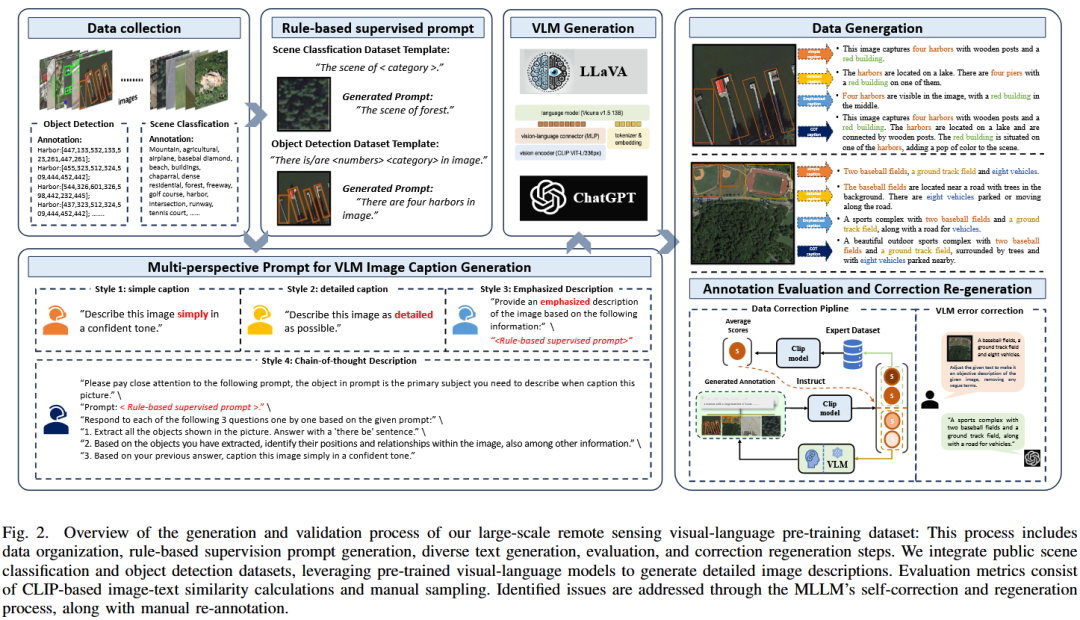 Data collection
images
Object Detection
Annotation:
Harbor:[447,133,532,133,5
23,261,447,261];
Harbor:[455,323,512,324,5
09,444,452,442];
Harbor:[544,326,601,326,5
98,442,232,445];
Harbor:[437,323,512,324,5
09,444,452,442]; ......
Scene Classfication
Annotation:
Mountain, agricultural,
airplane, basebal diamond,
beach, buildings,
chaparral, dense
residential, forest, freeway,
golf course, harbor,
intersection, runway,
tennis court, ......
Rule-based supervised prompt
Scene Classfication Dataset Template:
"The scene of < category >."
Generated Prompt:
"The scene of forest."
Object Detection Dataset Template:
"There is/are <numbers> <category> in image."
Generated Prompt:
"There are four harbors in
image."
VLM Generation
LLaVA
language model (Vicuna v1.5 13B)
vision-language connector (MLP)
tokenizer &
embedding
vision encoder (CLIP ViT-L/336px)
ChatGPT
Multi-perspective Prompt for VLM Image Caption Generation
Style 1: simple caption
"Describe this image simply in
a confident tone."
Style 2: detailed caption
"Describe this image as detailed
as possible."
Style 3: Emphasized Description
"Provide an emphasized description
of the image based on the following
information:" \
"<Rule-based supervised prompt>"
Style 4: Chain-of-thought Description
"Please pay close attention to the following prompt, the object in prompt is the primary subject you need to describe when caption this
picture." \
"Prompt: < Rule-based supervised prompt >." \
"Respond to each of the following 3 questions one by one based on the given prompt:" \
"1. Extract all the objects shown in the picture. Answer with a 'there be' sentence." \
"2. Based on the objects you have extracted, identify their positions and relationships within the image, also among other information." \
"3. Based on your previous answer, caption this image simply in a confident tone."
Data Genergation
• This image captures four harbors with wooden posts and a
red building.
• The harbors are located on a lake. There are four piers with
a red building on one of them.
• Four harbors are visible in the image, with a red building in
the middle.
• This image captures four harbors with wooden posts and a
red building. The harbors are located on a lake and are
connected by wooden posts. The red building is situated on
one of the harbors, adding a pop of color to the scene.
COT
caption
• Two baseball fields, a ground track field and eight vehicles.
• The baseball fields are located near a road with trees in the
background. There are eight vehicles parked or moving
along the road.
• A sports complex with two baseball fields and a ground
track field, along with a road for vehicles.
• A beautiful outdoor sports complex with two baseball
fields and a ground track field, surrounded by trees and
with eight vehicles parked nearby.
COT
caption
Annotation Evaluation and Correction Re-generation
Data Correction Pipline
Average
Scores
S
Clip
model
Expert Dataset
Generated Annotation
Instruct
Clip
model
S
S
VLM
VLM error correction
A baseball fields, a
ground track field
and eight vehicles.
Adjust the given text to make it
an objective description of the
given image, removing any
vague terms.
"A sports complex with
two baseball fields and a
ground track field, along
with a road for vehicles."
Fig. 2. Overview of the generation and validation process of our large-scale remote sensing visual-language pre-training dataset: This process includes
data organization, rule-based supervision prompt generation, diverse text generation, evaluation, and correction regeneration steps. We integrate public scene
classification and object detection datasets, leveraging pre-trained visual-language models to generate detailed image descriptions. Evaluation metrics consist
of CLIP-based image-text similarity calculations and manual sampling. Identified issues are addressed through the MLLM's self-correction and regeneration
process, along with manual re-annotation.